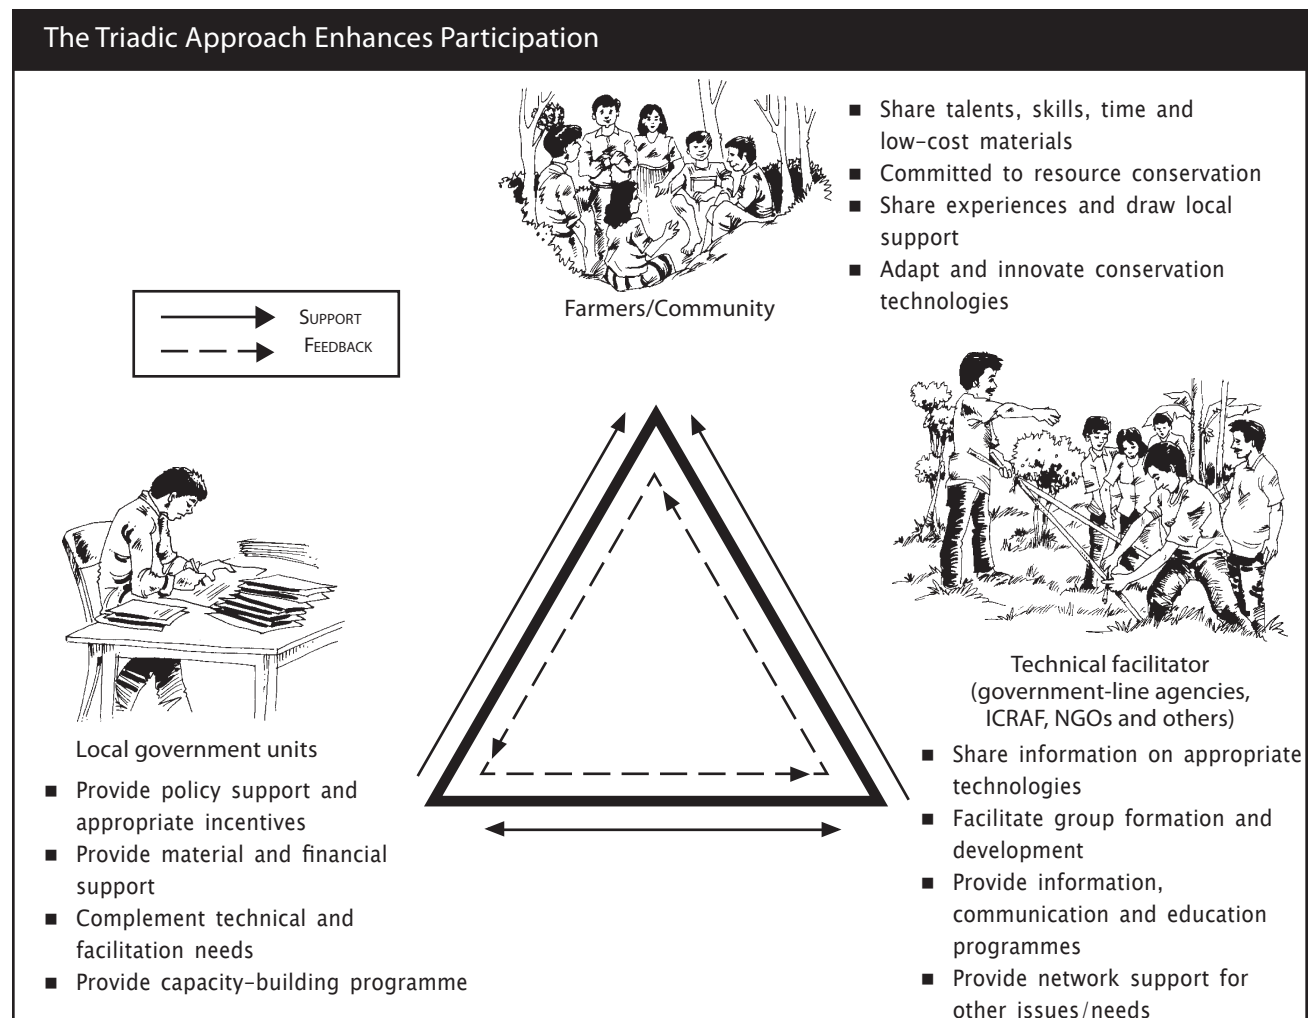 The Triadic Approach Enhances Participation
■ Share talents, skills, time and
low-cost materials
■ Committed to resource conservation
■ Share experiences and draw local
support
■ Adapt and innovate conservation
technologies
Farmers/Community
SUPPORT
FEEDBACK
Technical facilitator
(government-line agencies,
ICRAF, NGOs and others)
■ Share information on appropriate
technologies
■ Facilitate group formation and
development
■ Provide information,
communication and education
programmes
■ Provide network support for
other issues/needs
Local government units
■ Provide policy support and
appropriate incentives
■ Provide material and financial
support
■ Complement technical and
facilitation needs
■ Provide capacity-building programme